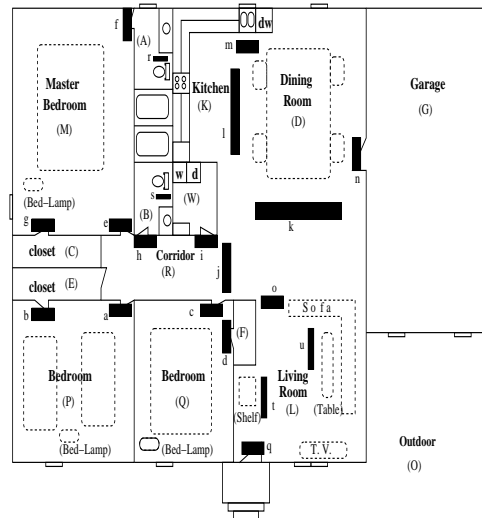 f
(A)
dw
m
r
Master
Bedroom
(M)
Kitchen
(K)
Dining
Room
(D)
Garage
(G)
l
n
w d
(Bed-Lamp)
s
(W)
g
e
(B)
k
closet (C)
h
i
Corridor
(R)
closet (E)
j
o
Sofa
b
a
c
(F)
d
u
Bedroom
(P)
Bedroom
(Q)
Living
Room
(L)
t
(Shelf)
(Table)
(Bed-Lamp)
(Bed-Lamp)
q
T.V.
Outdoor
(O)